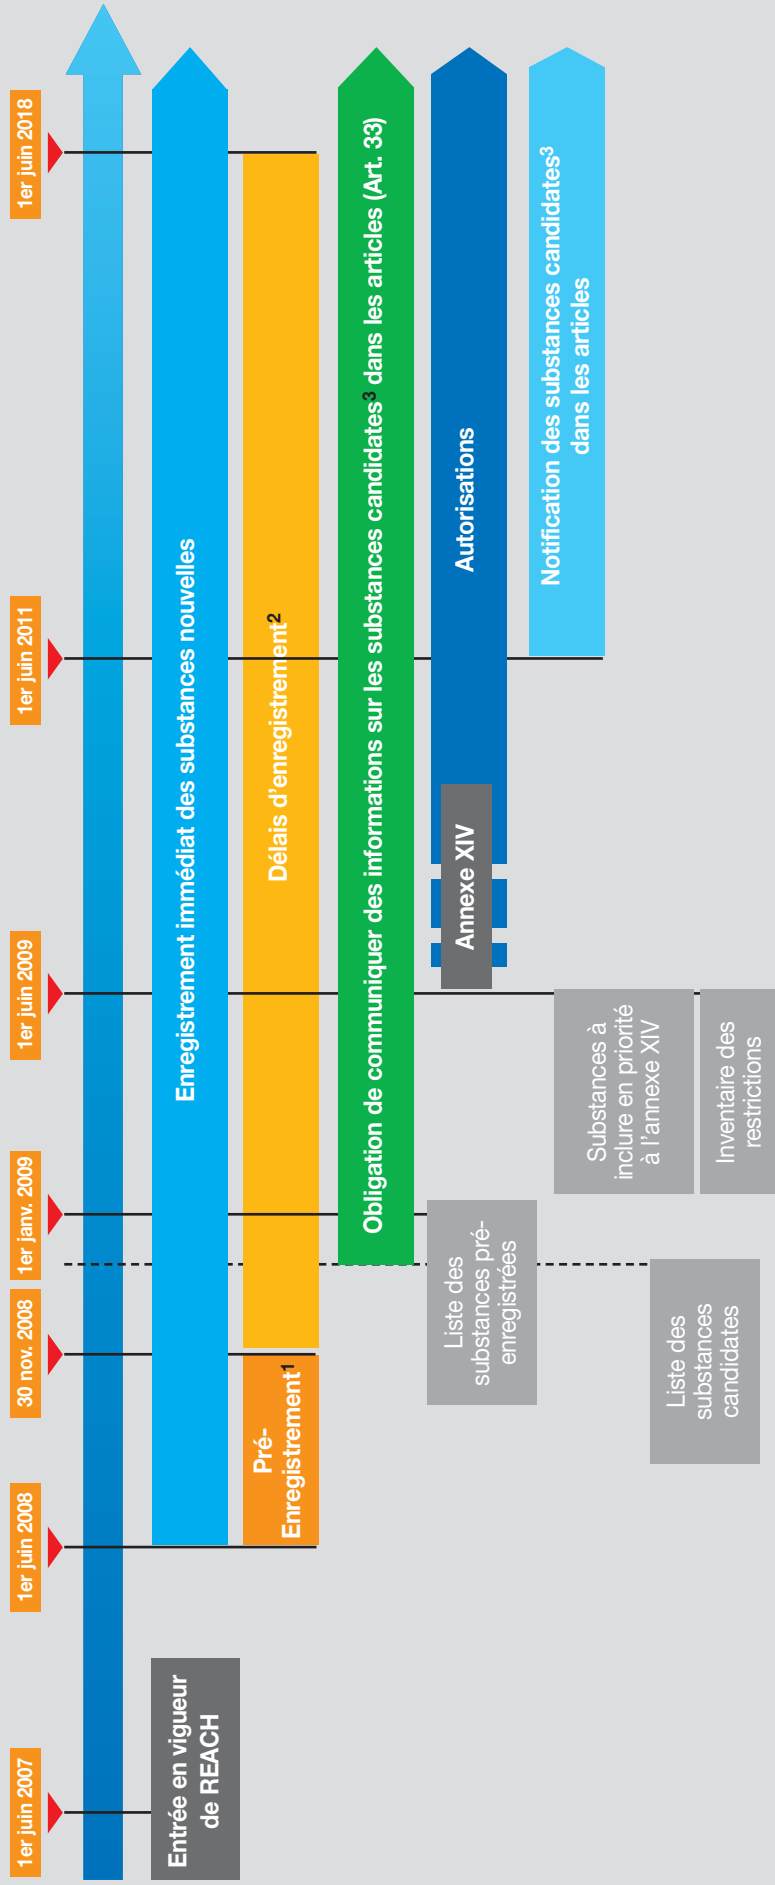 1er juin 2007
1er juin 2008
30 nov. 2008
1er janv. 2009
1er juin 2009
1er juin 2011
1er juin 2018
Entrée en vigueur
de REACH
Enregistrement immédiat des substances nouvelles
Pré-
Enregistrement¹
Délais d’enregistrement²
Obligation de communiquer des informations sur les substances candidates³ dans les articles (Art. 33)
Liste des
substances pré-
enregistrées
Annexe XIV
Autorisations
Notification des substances candidates³
dans les articles
Substances à
inclure en priorité
à l’annexe XIV
Liste des
substances
candidates
Inventaire des
restrictions